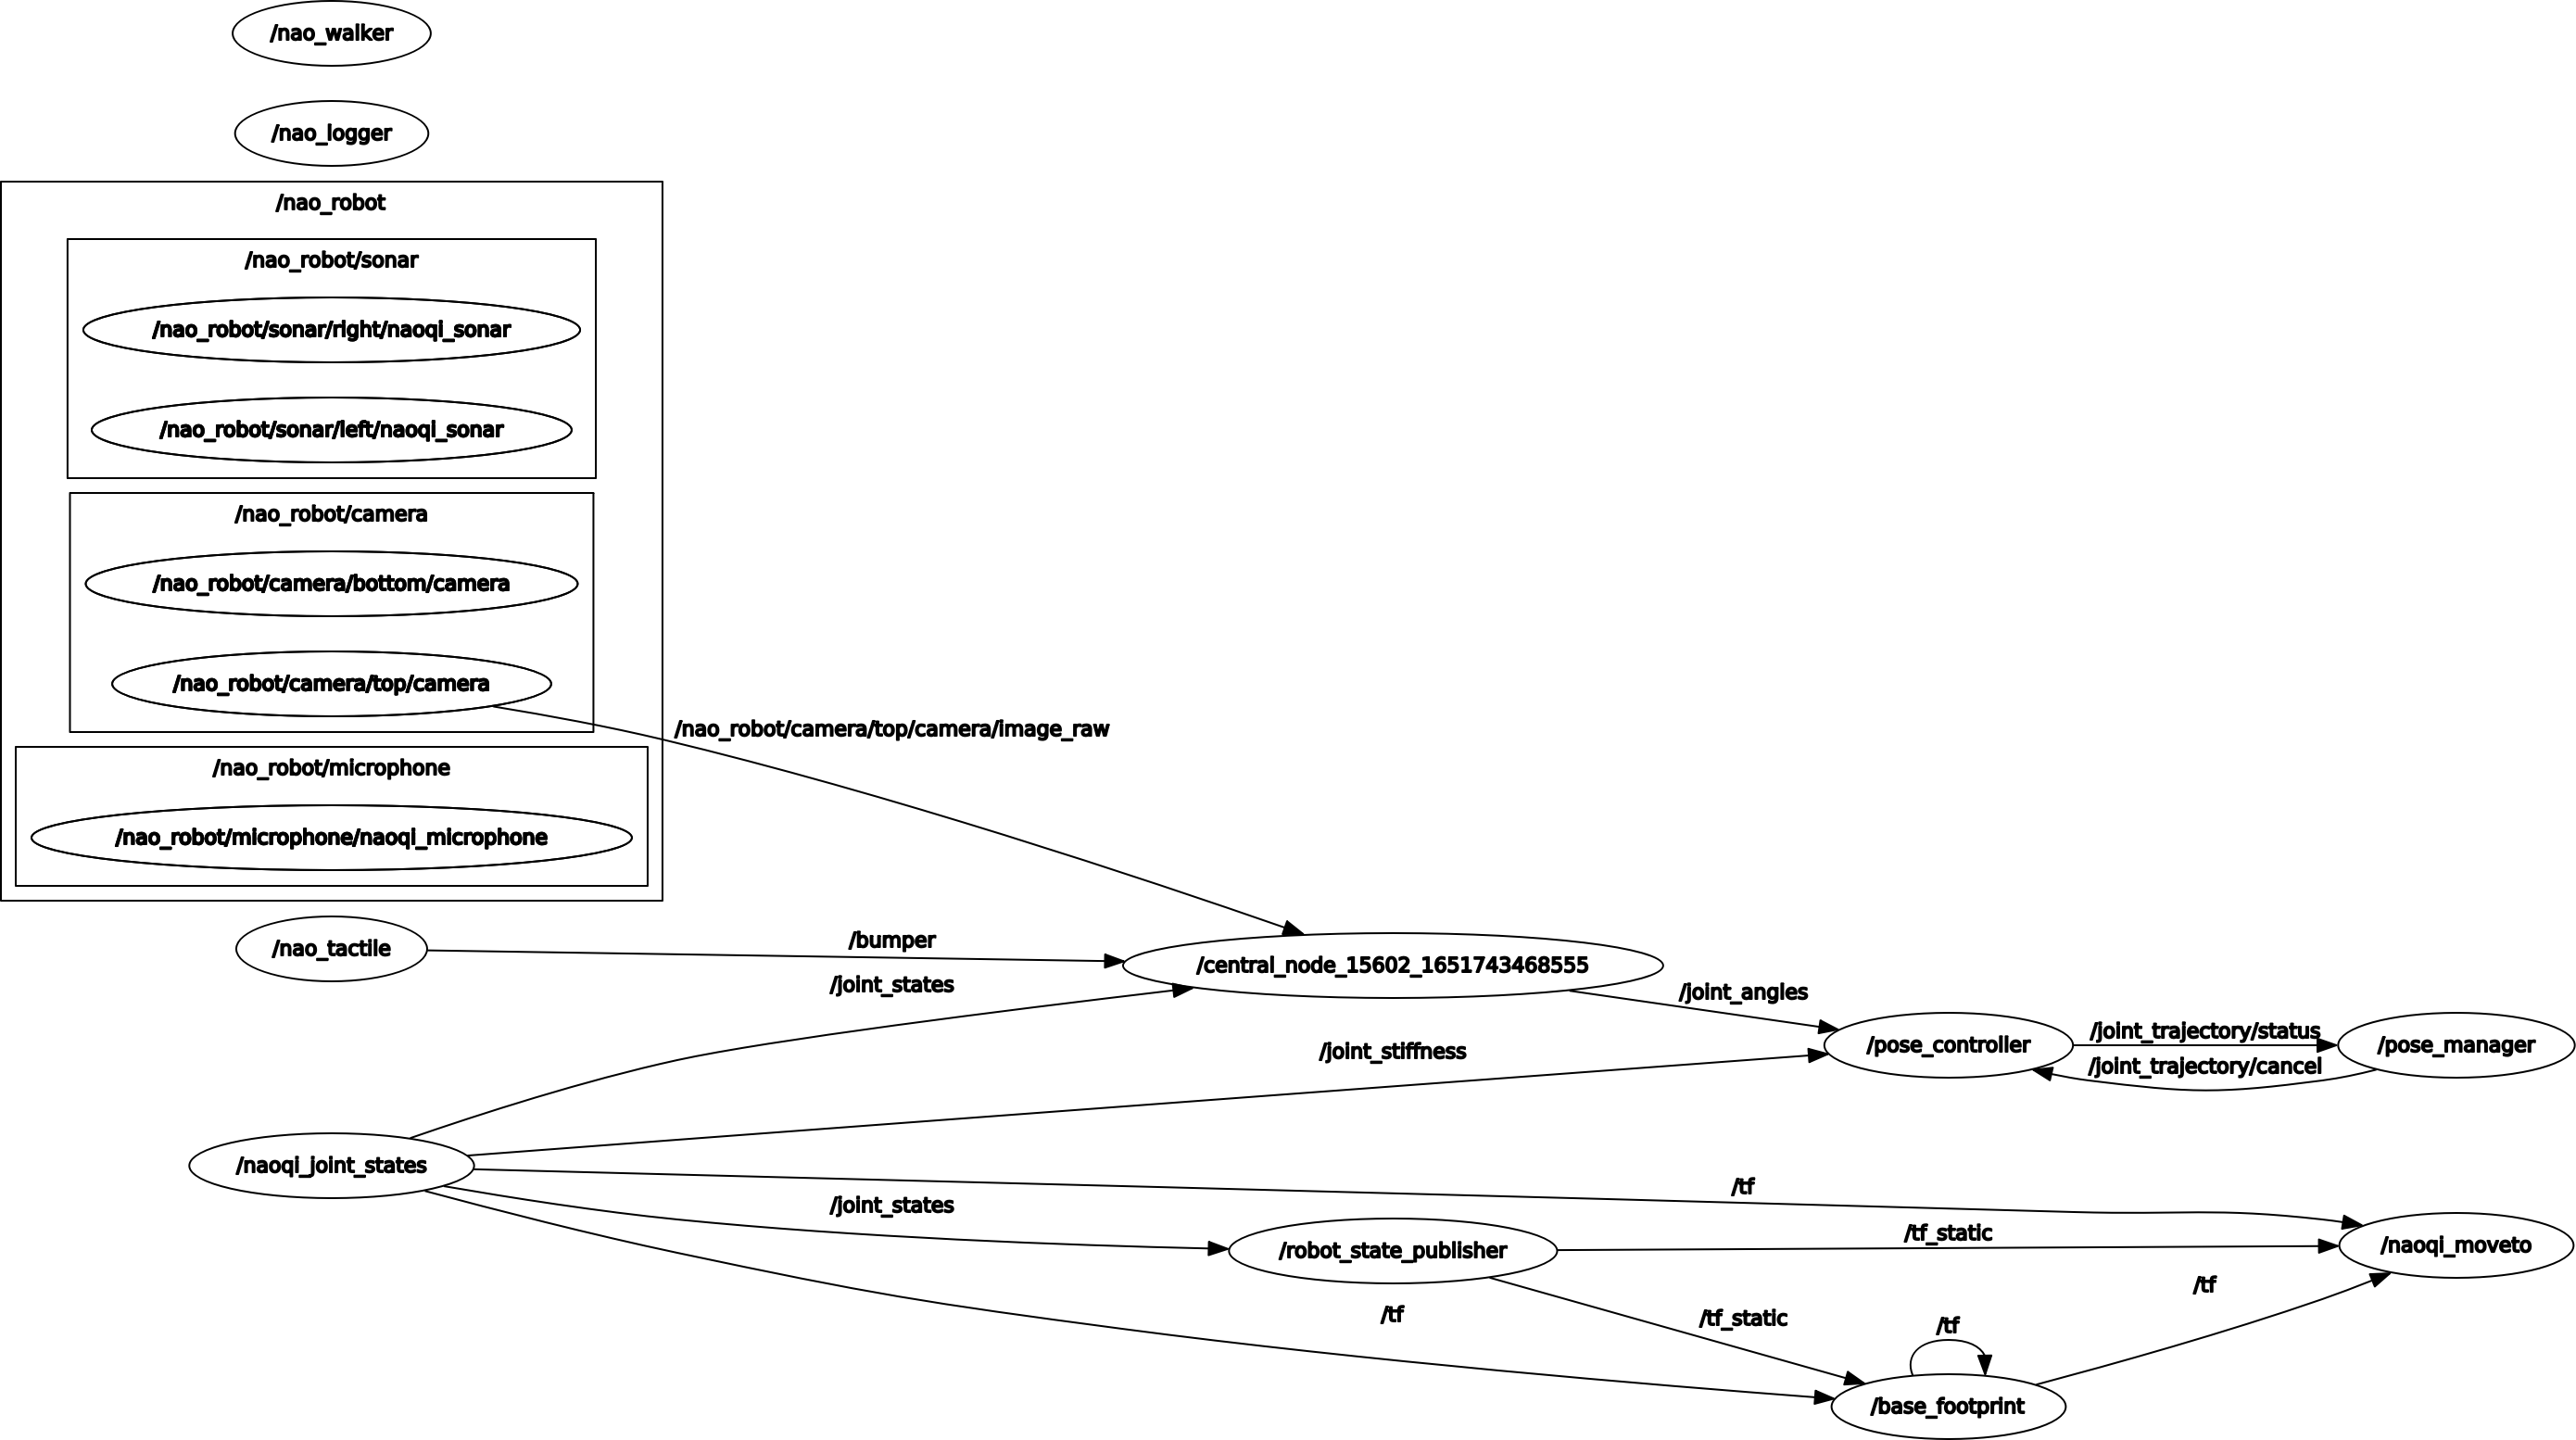 /nao_walker
/nao_logger
/nao_robot
/nao_robot/sonar
/nao_robot/sonar/right/naoqi_sonar
/nao_robot/sonar/left/naoqi_sonar
/nao_robot/camera
/nao_robot/camera/bottom/camera
/nao_robot/camera/top/camera
/nao_robot/camera/top/camera/image_raw
/nao_robot/microphone
/nao_robot/microphone/naoqi_microphone
/nao_tactile
/bumper
/central_node_15602_1651743468555
/joint_states
/joint_angles
/joint_stiffness
/pose_controller
/joint_trajectory/status
/pose_manager
/joint_trajectory/cancel
/naoqi_joint_states
/tf
/joint_states
/robot_state_publisher
/tf_static
/naoqi_moveto
/tf
/tf
/tf_static
/tf
/base_footprint